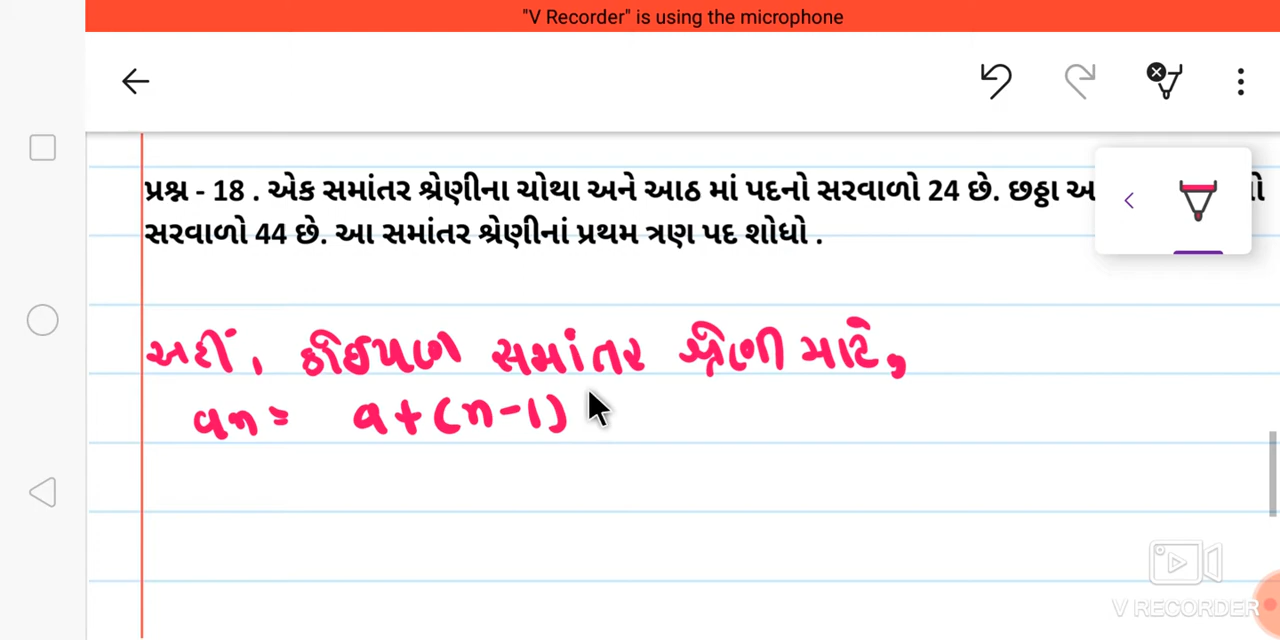 "V Recorder" is using the microphone
પ્રશ્ન - 18 . એક સમાંતર શ્રેણીના ચોથા અને આઠ માં પદનો સરવાળો 24 છે. છઠ્ઠા
સરવાળો 44 છે. આ સમાંતર શ્રેણીનાં પ્રથમ ત્રણ પદ શોધો .
અહીં, કોઈપણ સમાંતર શ્રેણી માટે,
an = a+(n-1)
V RECORDER